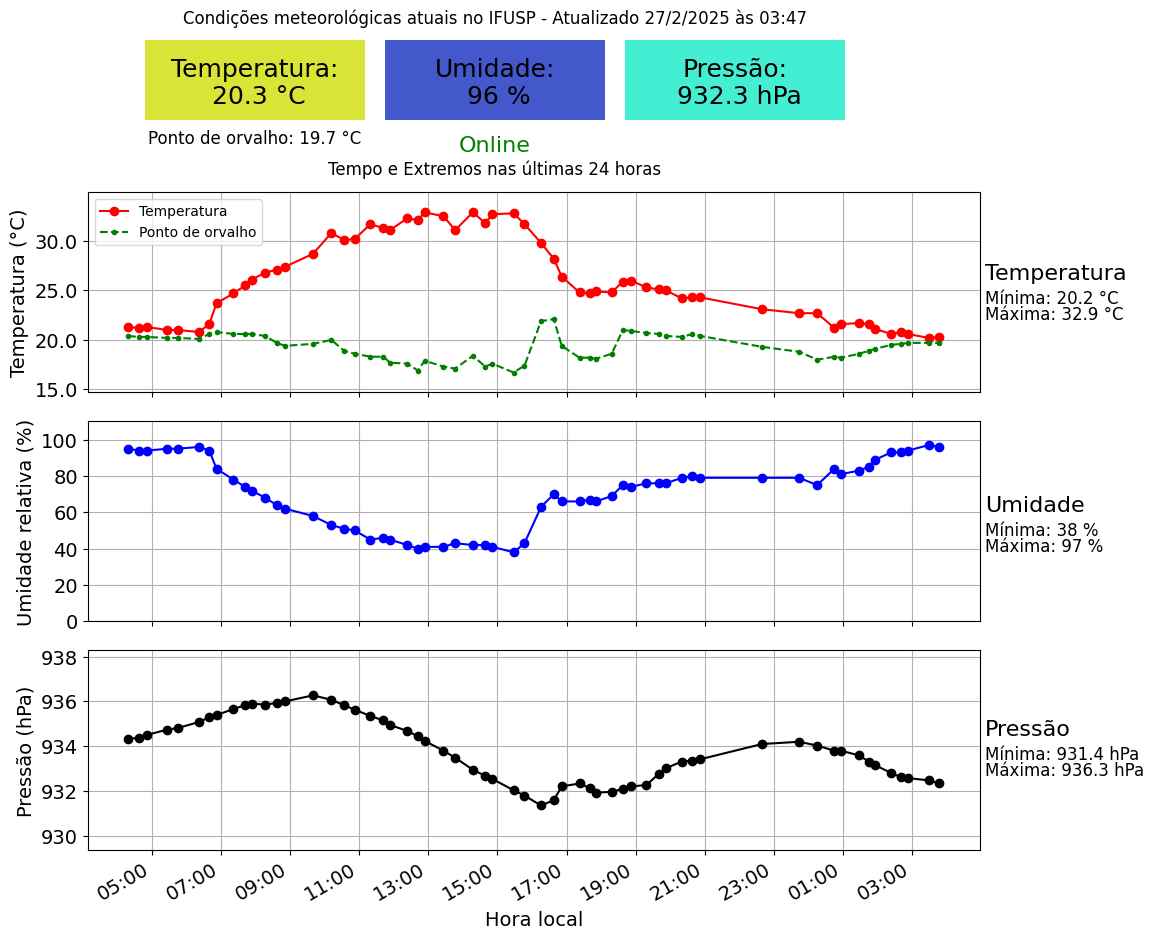 Condições meteorológicas atuais no IFUSP - Atualizado 27/2/2025 às 03:47
Temperatura:
20.3 °C
Umidade:
96 %
Pressão:
932.3 hPa
Ponto de orvalho: 19.7 °C
Online
Tempo e Extremos nas últimas 24 horas
Temperatura (°C)
30.0
25.0
20.0
15.0
Temperatura
Ponto de orvalho
Temperatura
Mínima: 20.2 °C
Máxima: 32.9 °C
Umidade relativa (%)
100
80
60
40
20
0
Umidade
Mínima: 38 %
Máxima: 97 %
Pressão (hPa)
938
936
934
932
930
Pressão
Mínima: 931.4 hPa
Máxima: 936.3 hPa
05:00
07:00
09:00
11:00
13:00
15:00
17:00
19:00
21:00
23:00
01:00
03:00
Hora local